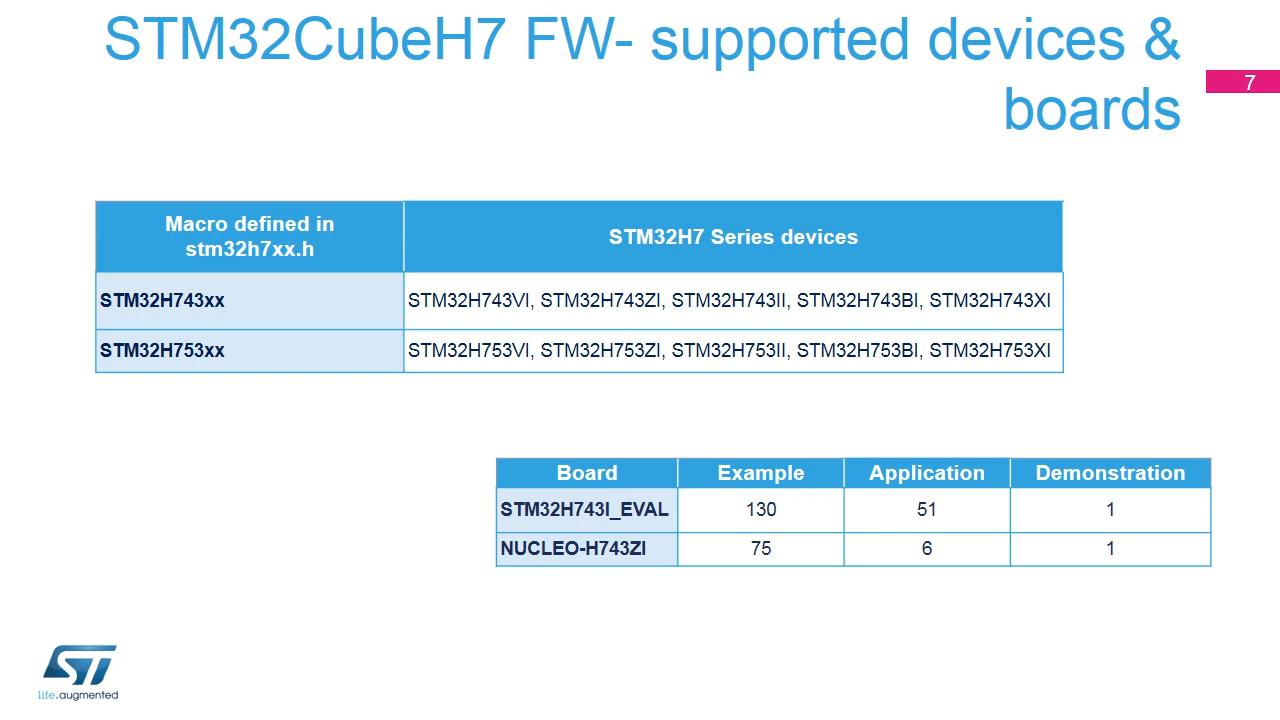 STM32CubeH7 FW- supported devices &
boards
7
Macro defined in
stm32h7xx.h
STM32H7 Series devices
STM32H743xx
STM32H743VI, STM32H743ZI, STM32H743II, STM32H743BI, STM32H743XI
STM32H753xx
STM32H753VI, STM32H753ZI, STM32H753II, STM32H753BI, STM32H753XI
Board Example Application Demonstration
STM32H743I_EVAL 130 51 1
NUCLEO-H743ZI 75 6 1
ST
life.augmented